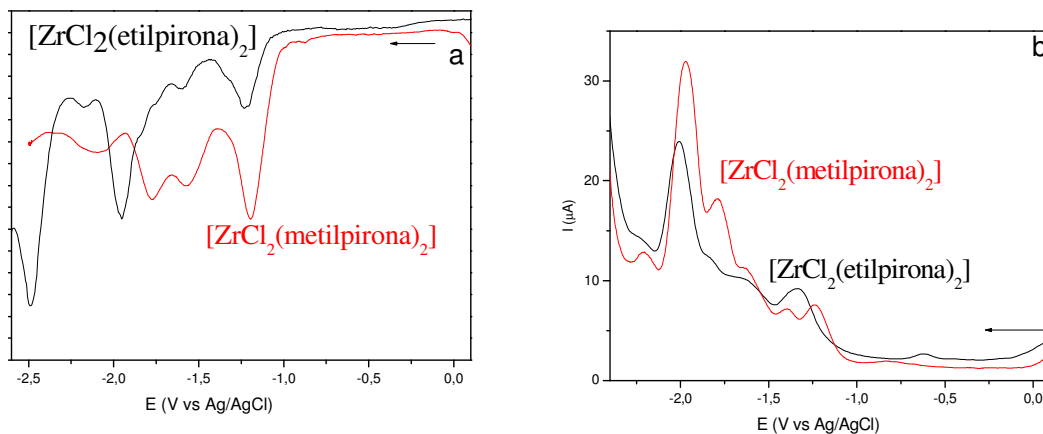 [ZrCl2(etilpirona)2]
a
[ZrCl2(metilpirona)2]
-2,5 -2,0 -1,5 -1,0 -0,5 0,0
E (V vs Ag/AgCl)
b
30
20
10
0
I (µA)
[ZrCl2(metilpirona)2]
[ZrCl2(etilpirona)2]
-2,0 -1,5 -1,0 -0,5 0,0
E (V vs Ag/AgCl)